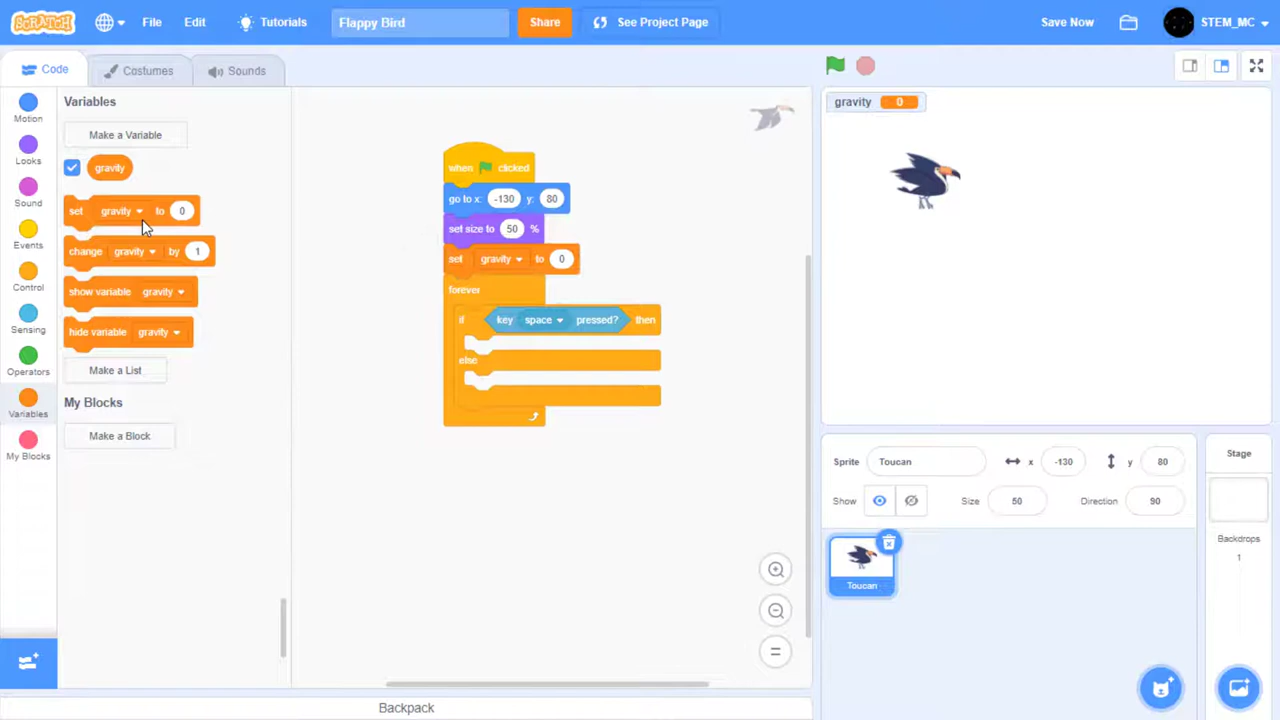 SCRATCH File Edit Tutorials Flappy Bird Share See Project Page Save Now STEM_MC
Code Costumes Sounds
Motion
Looks
Sound
Events
Control
Sensing
Operators
Variables
My Blocks
Variables
Make a Variable
gravity
set gravity to 0
change gravity by 1
show variable gravity
hide variable gravity
Make a List
My Blocks
Make a Block
when clicked
go to x: -130 y: 80
set size to 50 %
set gravity to 0
forever
if key space pressed? then
else
gravity 0
Sprite Toucan x -130 y 80
Show Size 50 Direction 90
Toucan
Stage
Backdrops
1
Backpack